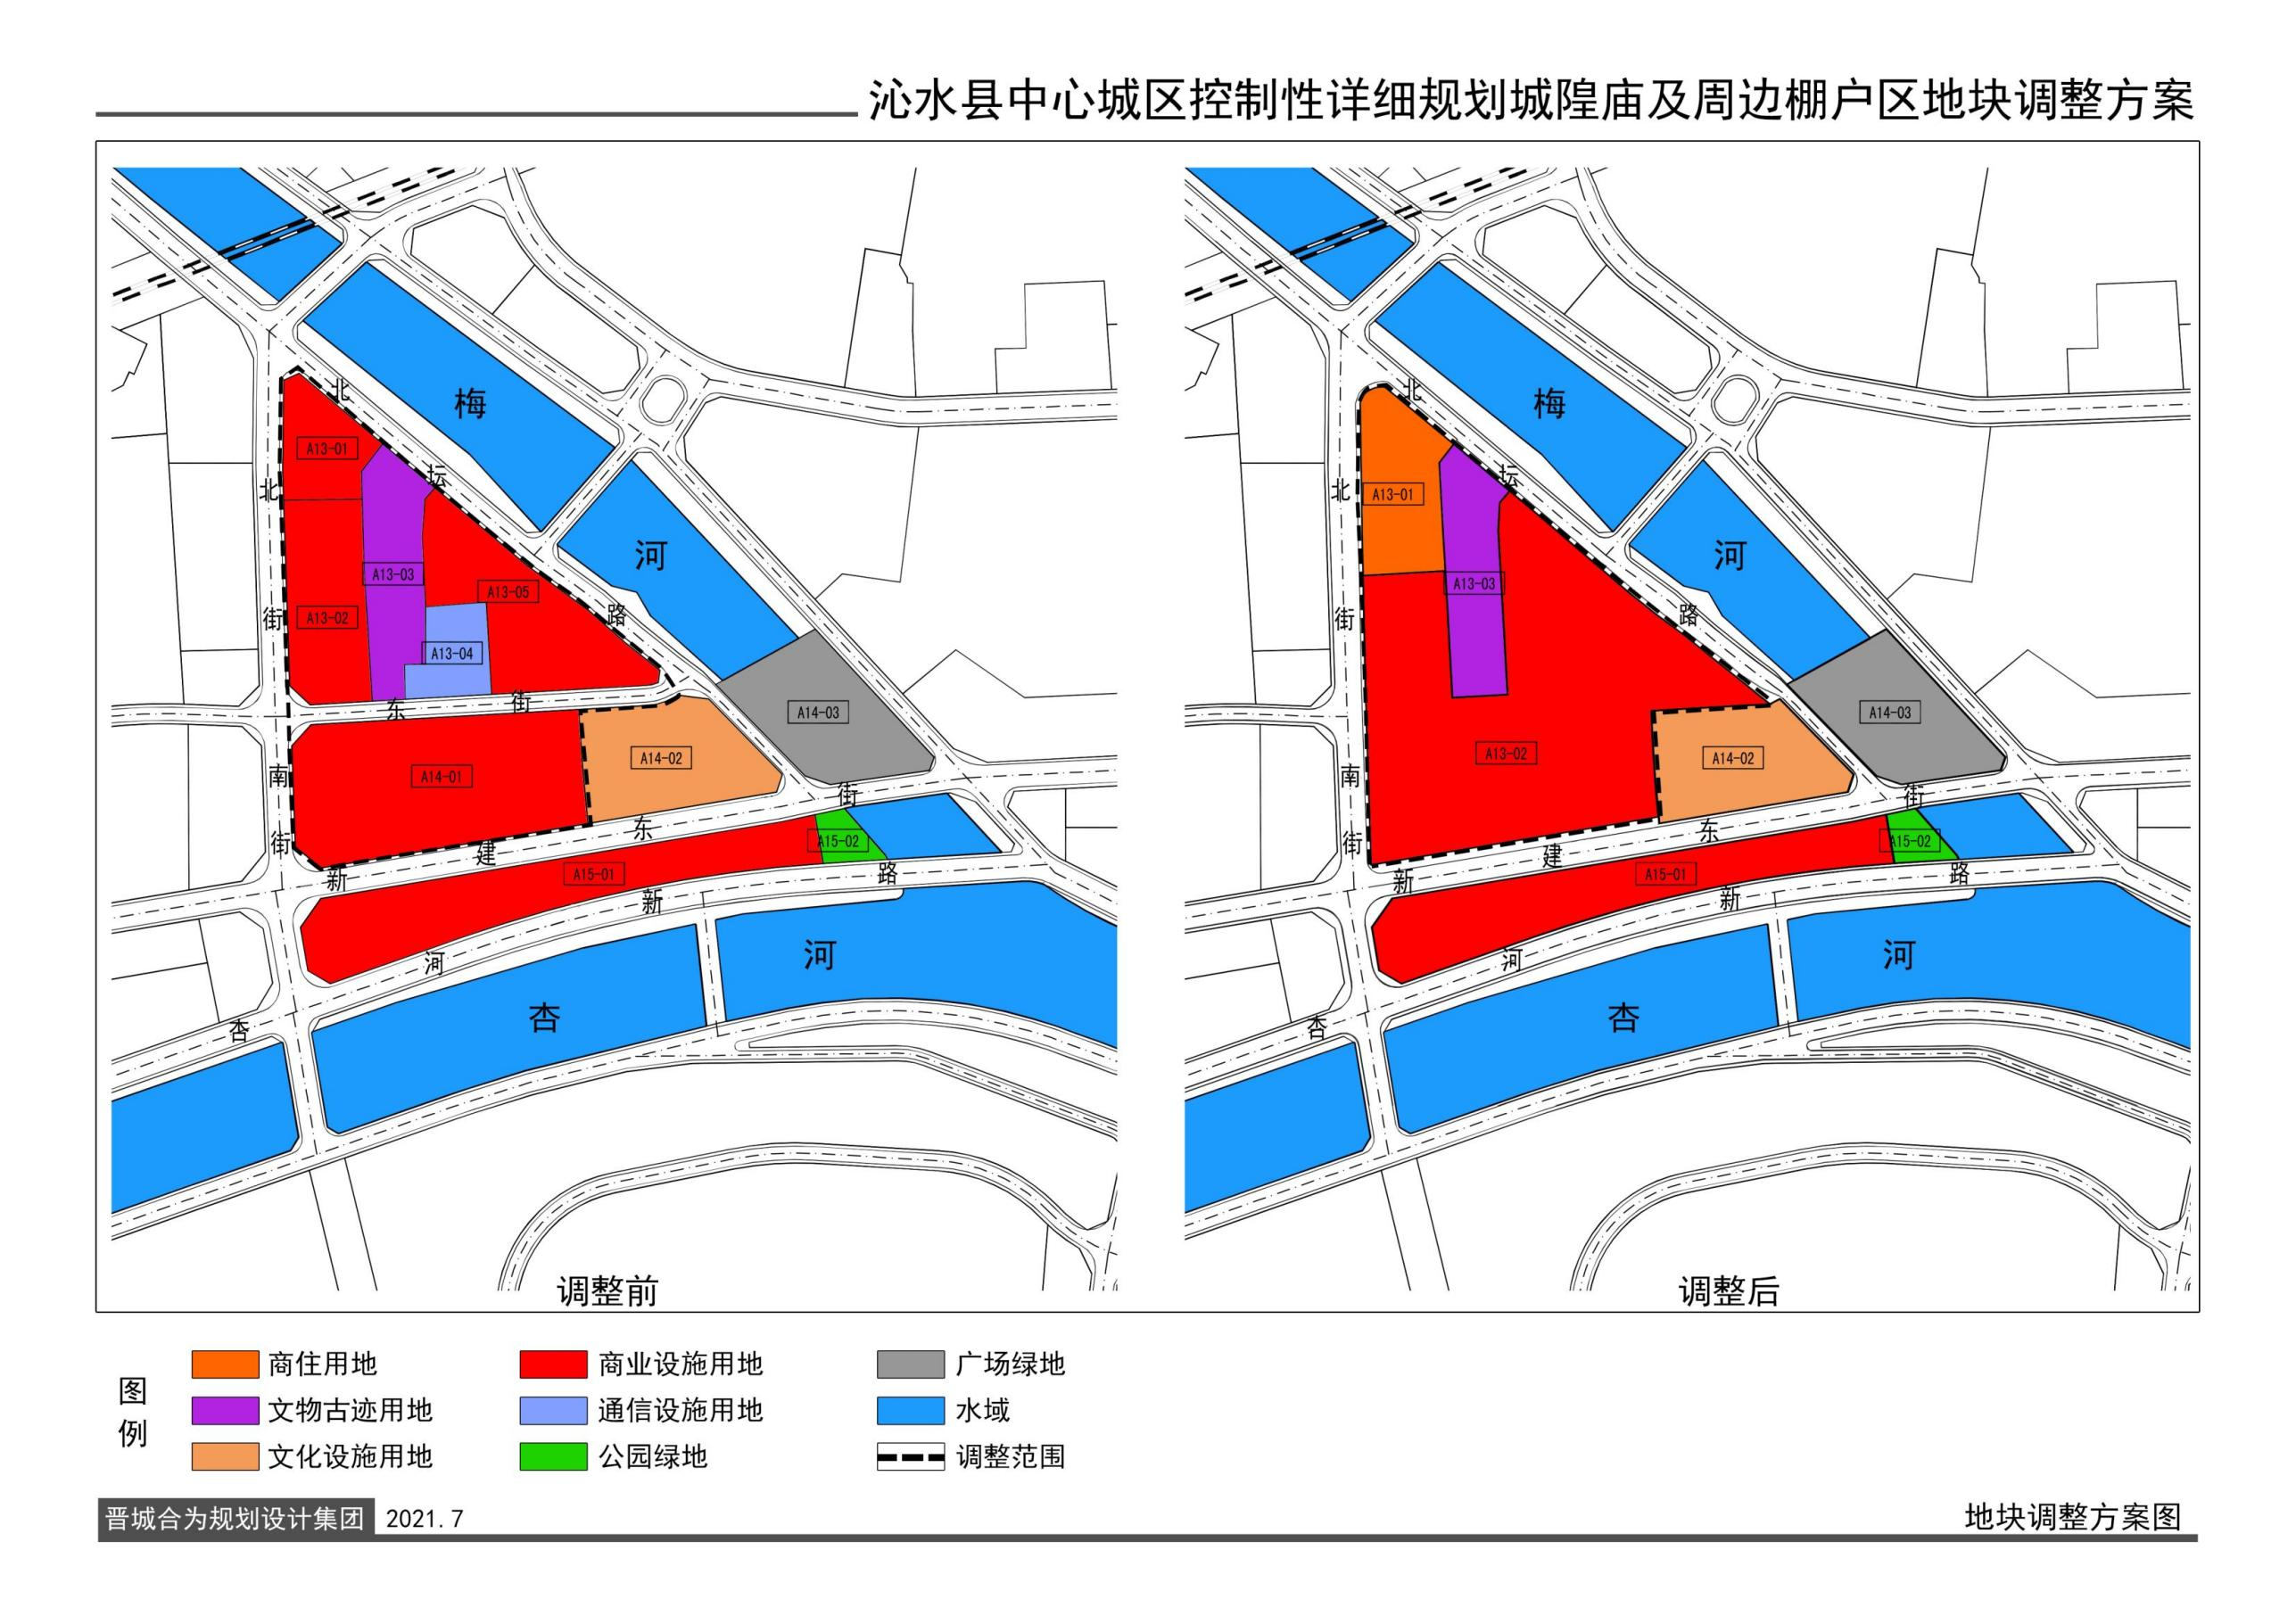 沁水县中心城区控制性详细规划城隍庙及周边棚户区地块调整方案
梅
河
北
坛
路
北
街
A13-01
A13-03
A13-05
A13-02
A13-04
东
街
A14-01
A14-02
A14-03
南
街
新
建
东
街
A15-01
A15-02
杏
河
新
路
杏
河
调整前
梅
河
北
坛
路
北
街
A13-01
A13-03
A13-02
A14-02
A14-03
南
街
新
建
东
街
A15-01
A15-02
杏
河
新
路
杏
河
调整后
图例
商住用地
商业设施用地
广场绿地
文物古迹用地
通信设施用地
水域
文化设施用地
公园绿地
调整范围
晋城合为规划设计集团
2021.7
地块调整方案图